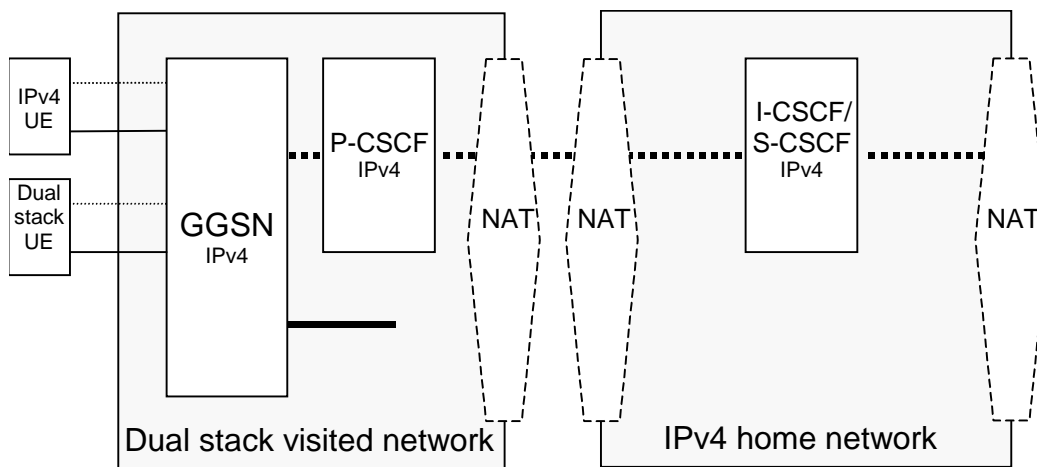 IPv4
UE
Dual
stack
UE
GGSN
IPv4
P-CSCF
IPv4
NAT
NAT
I-CSCF/
S-CSCF
IPv4
NAT
Dual stack visited network
IPv4 home network